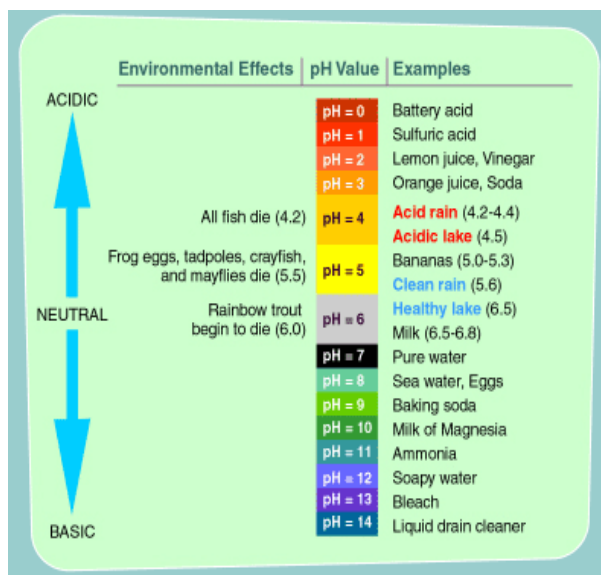 Environmental Effects pH Value Examples
ACIDIC
pH = 0 Battery acid
pH = 1 Sulfuric acid
pH = 2 Lemon juice, Vinegar
pH = 3 Orange juice, Soda
All fish die (4.2) pH = 4 Acid rain (4.2-4.4)
Acidic lake (4.5)
Frog eggs, tadpoles, crayfish,
and mayflies die (5.5) pH = 5 Bananas (5.0-5.3)
Clean rain (5.6)
NEUTRAL
Rainbow trout
begin to die (6.0) pH = 6 Healthy lake (6.5)
Milk (6.5-6.8)
pH = 7 Pure water
pH = 8 Sea water, Eggs
pH = 9 Baking soda
pH = 10 Milk of Magnesia
pH = 11 Ammonia
pH = 12 Soapy water
pH = 13 Bleach
pH = 14 Liquid drain cleaner
BASIC